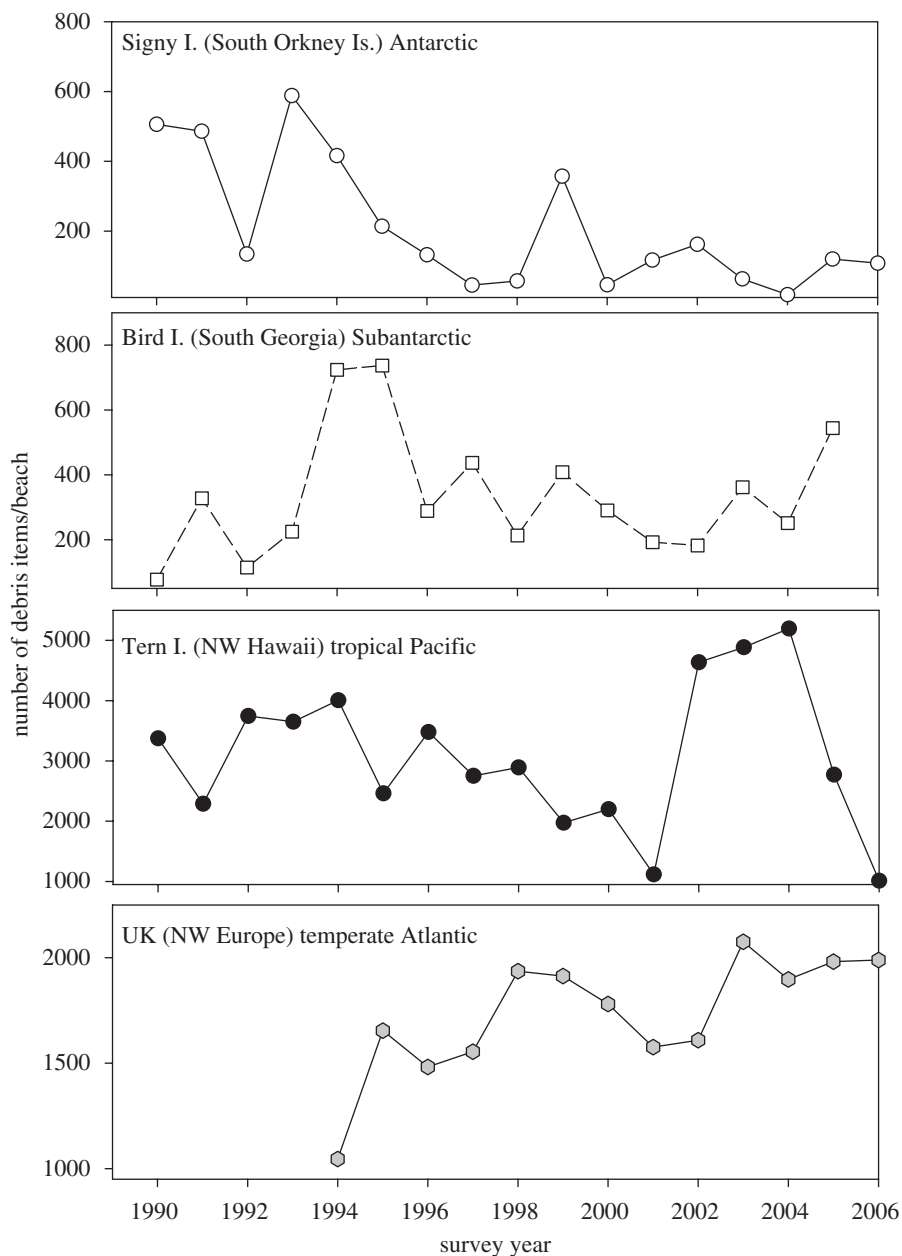 number of debris items/beach
Signy I. (South Orkney Is.) Antarctic
800
600
400
200
Bird I. (South Georgia) Subantarctic
800
600
400
200
Tern I. (NW Hawaii) tropical Pacific
5000
4000
3000
2000
1000
UK (NW Europe) temperate Atlantic
2000
1500
1000
1990 1992 1994 1996 1998 2000 2002 2004 2006
survey year